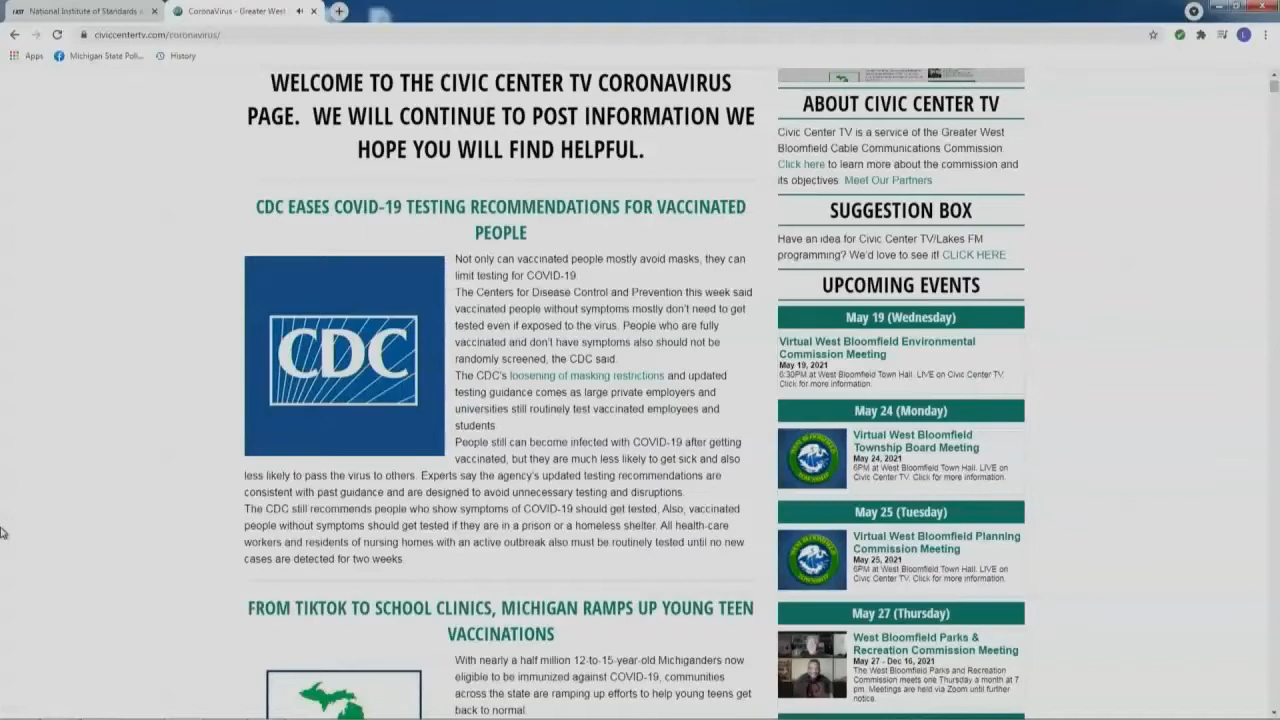 National Institute of Standards
CoronaVirus - Greater West
civiccentertv.com/coronavirus/
Apps
Michigan State Poli...
History
WELCOME TO THE CIVIC CENTER TV CORONAVIRUS
PAGE. WE WILL CONTINUE TO POST INFORMATION WE
HOPE YOU WILL FIND HELPFUL.
CDC EASES COVID-19 TESTING RECOMMENDATIONS FOR VACCINATED
PEOPLE
CDC
Not only can vaccinated people mostly avoid masks, they can
limit testing for COVID-19.
The Centers for Disease Control and Prevention this week said
vaccinated people without symptoms mostly don't need to get
tested even if exposed to the virus. People who are fully
vaccinated and don't have symptoms also should not be
randomly screened, the CDC said.
The CDC's loosening of masking restrictions and updated
testing guidance comes as large private employers and
universities still routinely test vaccinated employees and
students.
People still can become infected with COVID-19 after getting
vaccinated, but they are much less likely to get sick and also
less likely to pass the virus to others. Experts say the agency's updated testing recommendations are
consistent with past guidance and are designed to avoid unnecessary testing and disruptions.
The CDC still recommends people who show symptoms of COVID-19 should get tested. Also, vaccinated
people without symptoms should get tested if they are in a prison or a homeless shelter. All health-care
workers and residents of nursing homes with an active outbreak also must be routinely tested until no new
cases are detected for two weeks.
FROM TIKTOK TO SCHOOL CLINICS, MICHIGAN RAMPS UP YOUNG TEEN
VACCINATIONS
With nearly a half million 12-to-15-year-old Michiganders now
eligible to be immunized against COVID-19, communities
across the state are ramping up efforts to help young teens get
back to normal.
ABOUT CIVIC CENTER TV
Civic Center TV is a service of the Greater West
Bloomfield Cable Communications Commission.
Click here to learn more about the commission and
its objectives. Meet Our Partners
SUGGESTION BOX
Have an idea for Civic Center TV/Lakes FM
programming? We'd love to see it! CLICK HERE
UPCOMING EVENTS
May 19 (Wednesday)
Virtual West Bloomfield Environmental
Commission Meeting
May 19, 2021
6:30PM at West Bloomfield Town Hall. LIVE on Civic Center TV.
Click for more information.
May 24 (Monday)
Virtual West Bloomfield
Township Board Meeting
May 24, 2021
6PM at West Bloomfield Town Hall. LIVE on
Civic Center TV. Click for more information.
May 25 (Tuesday)
Virtual West Bloomfield Planning
Commission Meeting
May 25, 2021
6PM at West Bloomfield Town Hall. LIVE on
Civic Center TV. Click for more information.
May 27 (Thursday)
West Bloomfield Parks &
Recreation Commission Meeting
May 27 - Dec 16, 2021
The West Bloomfield Parks and Recreation
Commission meets one Thursday a month at 7
pm. Meetings are held via Zoom until further
notice.